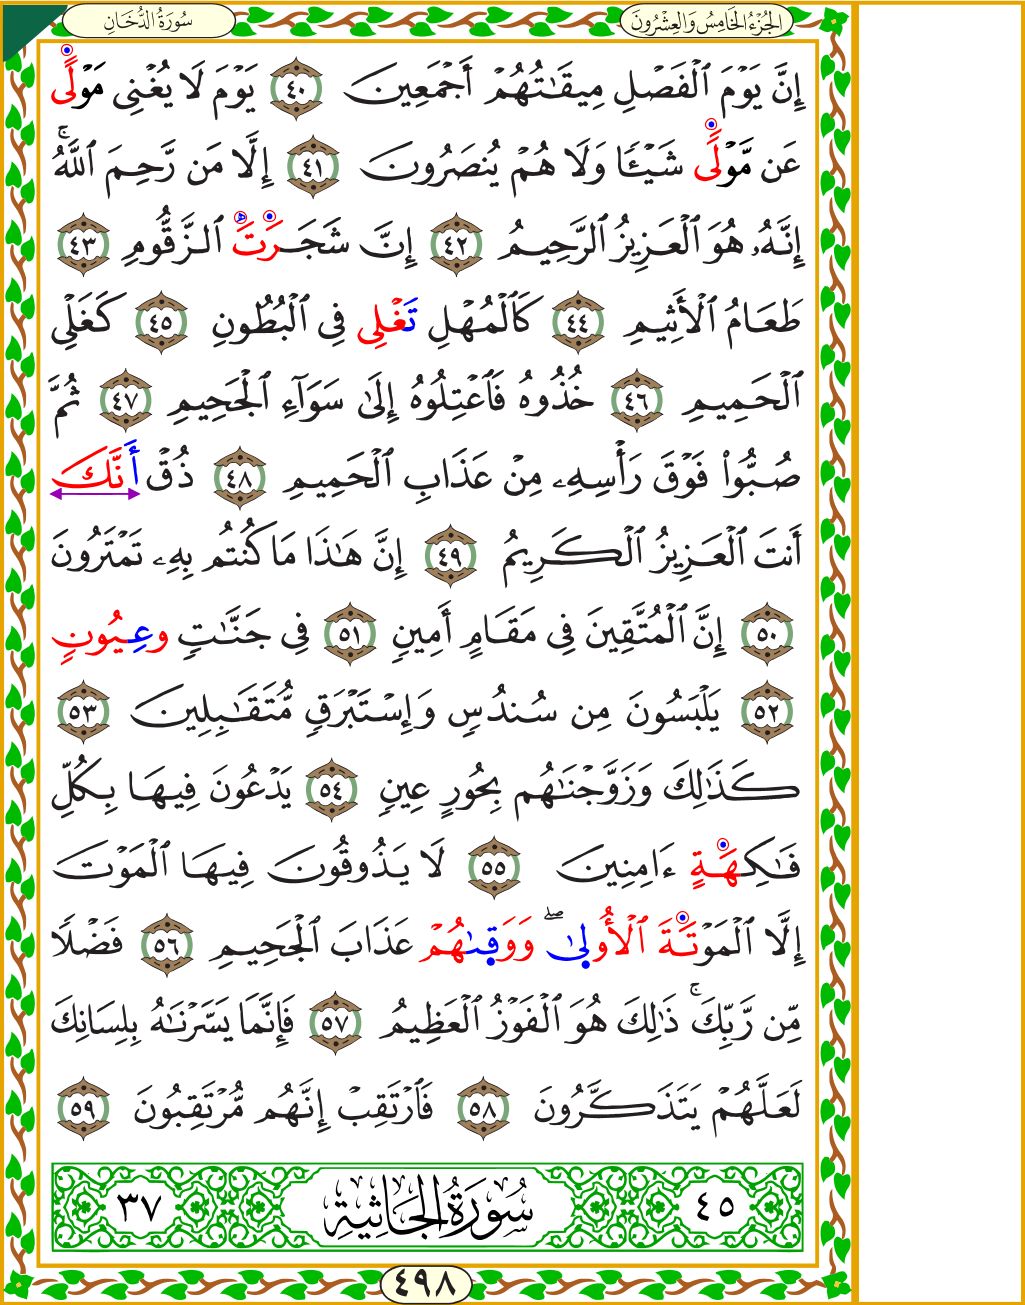 سُورَةُ الدُّخَان
الجُزْءُ الخَامِسُ وَالعِشْرُونَ
إِنَّ يَوْمَ ٱلْفَصْلِ مِيقَٰتُهُمْ أَجْمَعِينَ ٤٠ يَوْمَ لَا يُغْنِى مَوْلًى
عَن مَّوْلًى شَيْـًٔا وَلَا هُمْ يُنصَرُونَ ٤١ إِلَّا مَن رَّحِمَ ٱللَّهُ ۚ
إِنَّهُۥ هُوَ ٱلْعَزِيزُ ٱلرَّحِيمُ ٤٢ إِنَّ شَجَرَتَ ٱلزَّقُّومِ ٤٣
طَعَامُ ٱلْأَثِيمِ ٤٤ كَٱلْمُهْلِ تَغْلِى فِى ٱلْبُطُونِ ٤٥ كَغَلْىِ
ٱلْحَمِيمِ ٤٦ خُذُوهُ فَٱعْتِلُوهُ إِلَىٰ سَوَآءِ ٱلْجَحِيمِ ٤٧ ثُمَّ
صُبُّوا۟ فَوْقَ رَأْسِهِۦ مِنْ عَذَابِ ٱلْحَمِيمِ ٤٨ ذُقْ أَنَّكَ
أَنتَ ٱلْعَزِيزُ ٱلْكَرِيمُ ٤٩ إِنَّ هَٰذَا مَا كُنتُم بِهِۦ تَمْتَرُونَ
٥٠ إِنَّ ٱلْمُتَّقِينَ فِى مَقَامٍ أَمِينٍ ٥١ فِى جَنَّٰتٍ وعِيُونٍ
٥٢ يَلْبَسُونَ مِن سُندُسٍ وَإِسْتَبْرَقٍ مُّتَقَٰبِلِينَ ٥٣
كَذَٰلِكَ وَزَوَّجْنَٰهُم بِحُورٍ عِينٍ ٥٤ يَدْعُونَ فِيهَا بِكُلِّ
فَٰكِهَةٍ ءَامِنِينَ ٥٥ لَا يَذُوقُونَ فِيهَا ٱلْمَوْتَ
إِلَّا ٱلْمَوْتَةَ ٱلْأُولَىٰ ۖ وَوَقَىٰهُمْ عَذَابَ ٱلْجَحِيمِ ٥٦ فَضْلًا
مِّن رَّبِّكَ ۚ ذَٰلِكَ هُوَ ٱلْفَوْزُ ٱلْعَظِيمُ ٥٧ فَإِنَّمَا يَسَّرْنَٰهُ بِلِسَانِكَ
لَعَلَّهُمْ يَتَذَكَّرُونَ ٥٨ فَٱرْتَقِبْ إِنَّهُم مُّرْتَقِبُونَ ٥٩
٤٥ سُورَةُ الجَاثِيَةِ ٣٧
٤٩٨